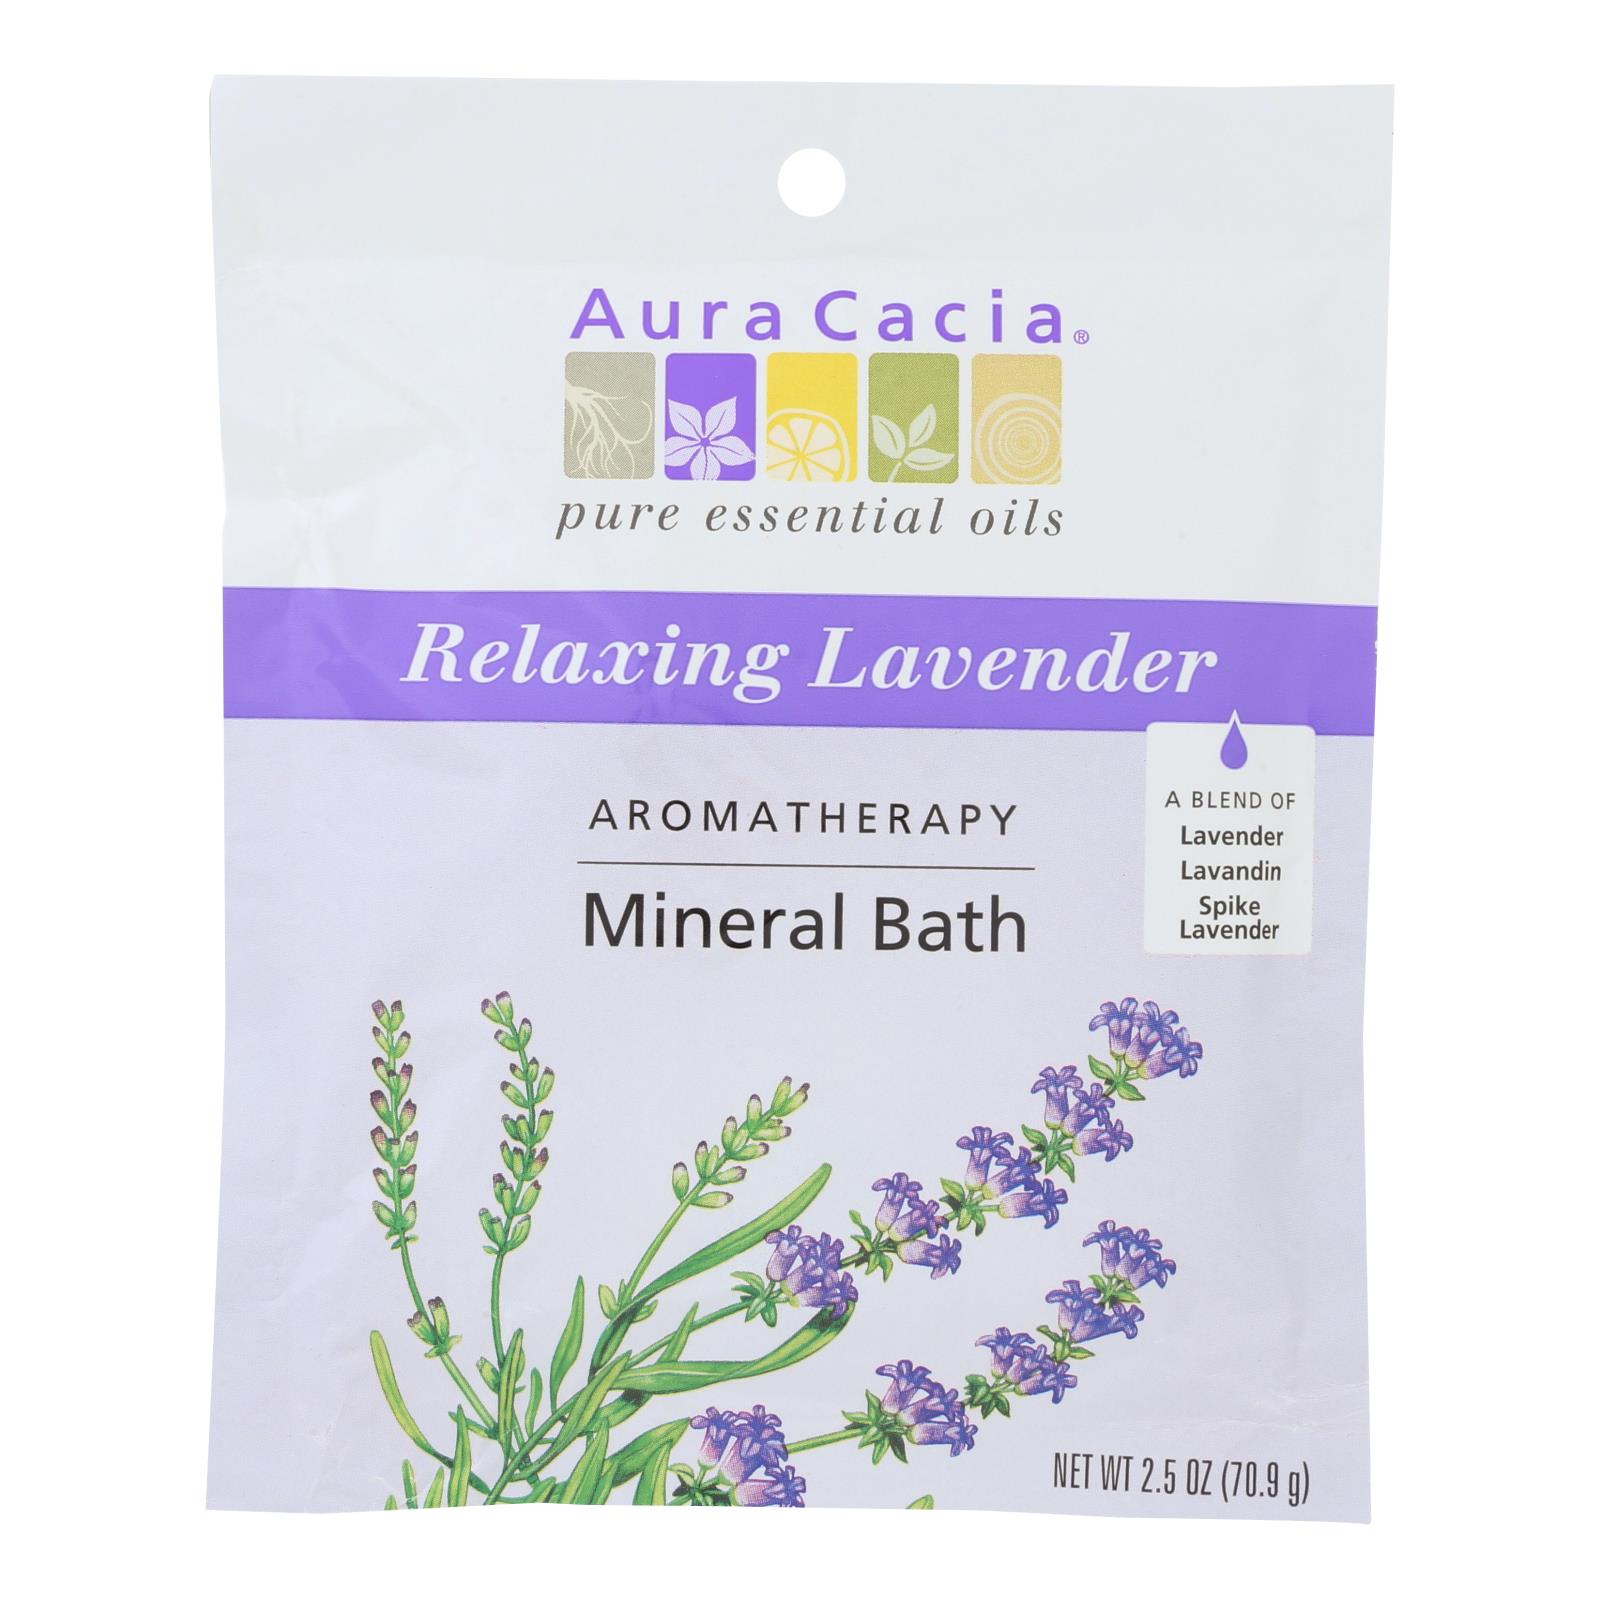 Aura Cacia®
pure essential oils
Relaxing Lavender
AROMATHERAPY
Mineral Bath
A BLEND OF
Lavender
Lavandin
Spike
Lavender
NET WT 2.5 OZ (70.9 g)